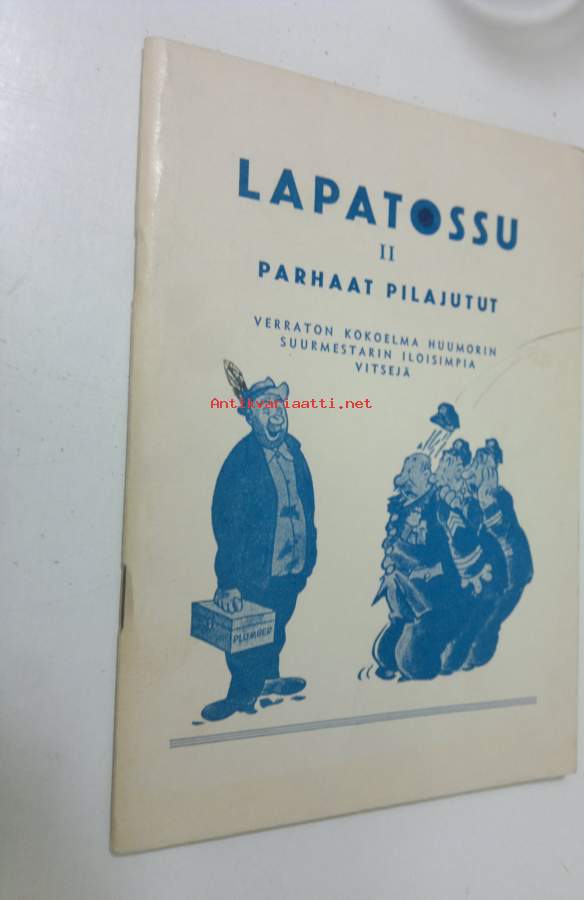 LAPATOSSU
II
PARHAAT PILAJUTUT
VERRATON KOKOELMA HUUMORIN
SUURMESTARIN ILOISIMPIA
VITSEJÄ
Antikvariaatti.net
PLUMBER